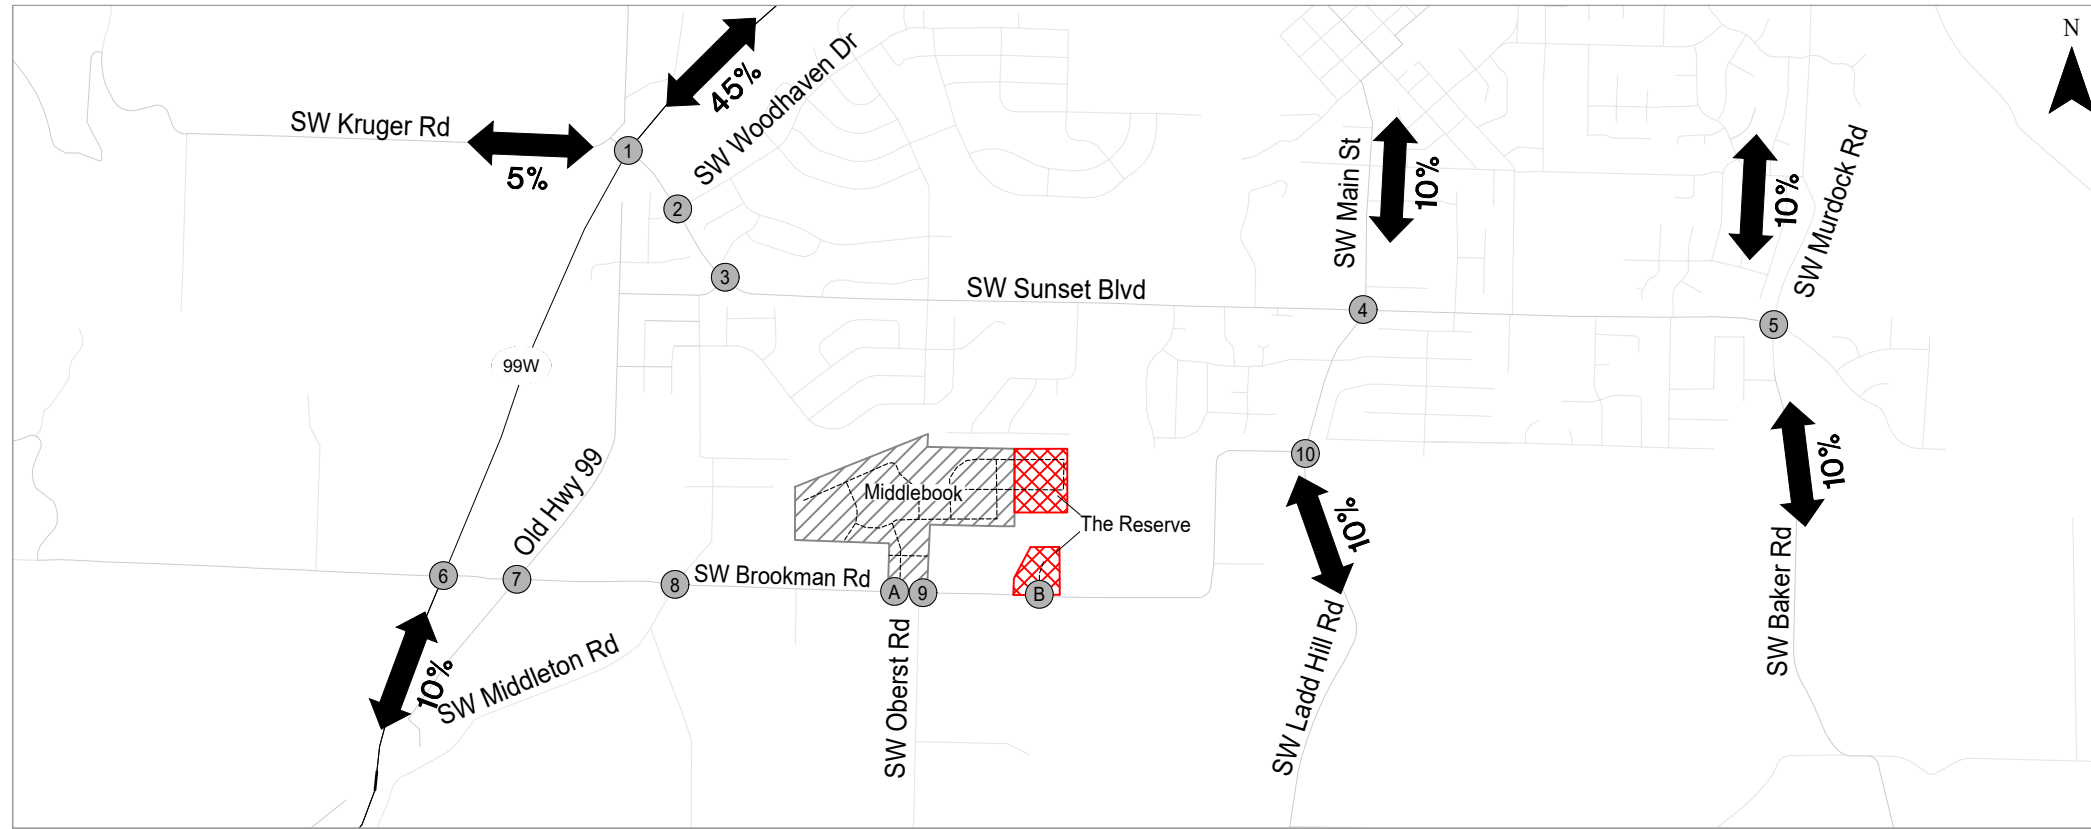 N
45%
SW Woodhaven Dr
SW Kruger Rd
5%
1
2
3
SW Main St
10%
10%
SW Murdock Rd
SW Sunset Blvd
4
5
99W
Old Hwy 99
Middlebook
The Reserve
10
10%
10%
6
7
8
SW Brookman Rd
A
9
B
10%
SW Middleton Rd
SW Oberst Rd
SW Ladd Hill Rd
SW Baker Rd